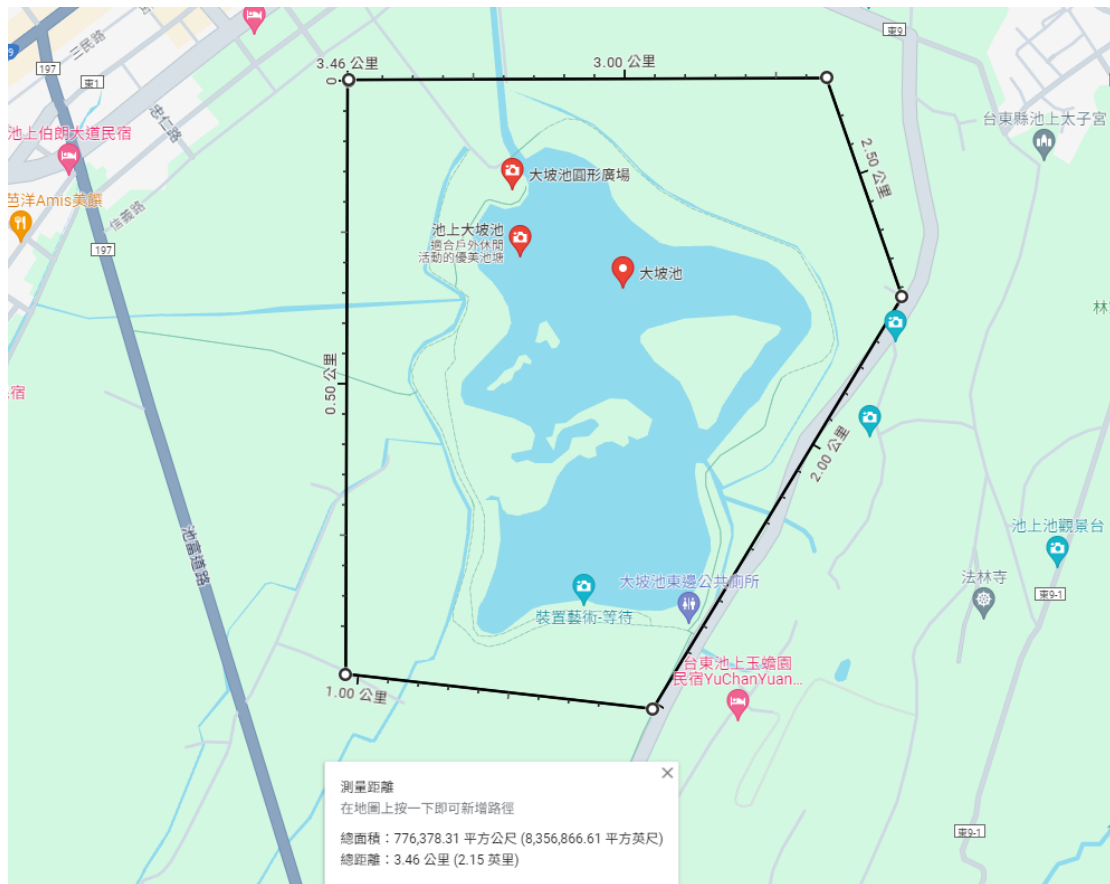 9
三民路
197
東1
忠仁路
池上伯朗大道民宿
芭洋Amis美饌
信義路
197
3.46 公里
0
3.00 公里
東9
台東縣池上太子宮
2.50 公里
大坡池圓形廣場
池上大坡池
適合戶外休閒
活動的優美池塘
大坡池
林
宿
0.50 公里
2.00 公里
池富道路
池上池觀景台
法林寺
東9-1
大坡池東邊公共廁所
裝置藝術-等待
台東池上玉蟾園
民宿YuChanYuan...
1.00 公里
東9-1
測量距離
在地圖上按一下即可新增路徑
總面積：776,378.31 平方公尺 (8,356,866.61 平方英尺)
總距離：3.46 公里 (2.15 英里)